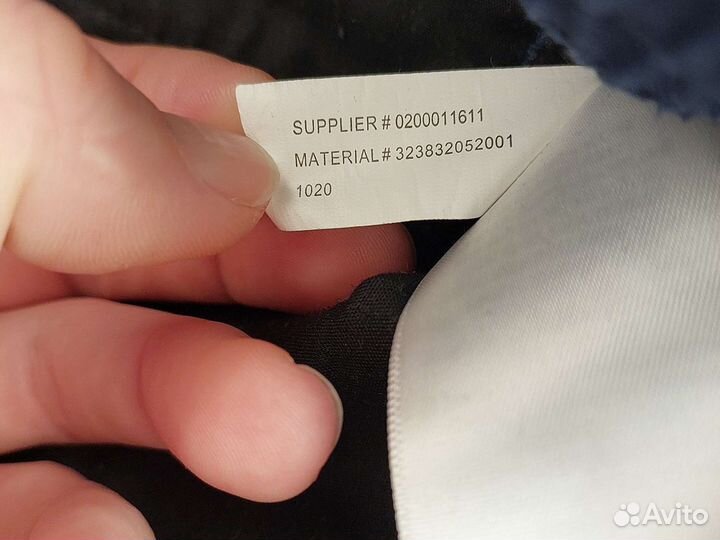 SUPPLIER # 0200011611
MATERIAL # 323832052001
1020
Avito